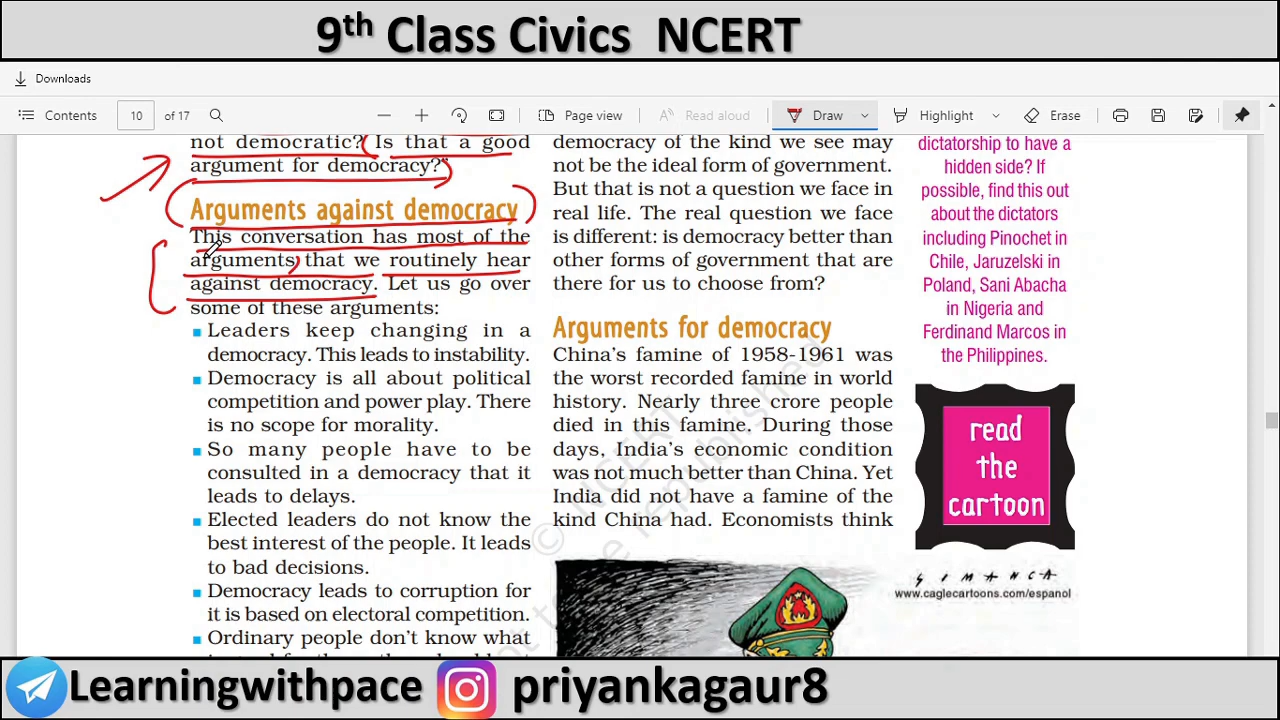 9th Class Civics NCERT
Downloads
Contents
10
of 17
Page view
Read aloud
Draw
Highlight
Erase
not democratic? Is that a good
argument for democracy?"
Arguments against democracy
This conversation has most of the
arguments that we routinely hear
against democracy. Let us go over
some of these arguments:
Leaders keep changing in a
democracy. This leads to instability.
Democracy is all about political
competition and power play. There
is no scope for morality.
So many people have to be
consulted in a democracy that it
leads to delays.
Elected leaders do not know the
best interest of the people. It leads
to bad decisions.
Democracy leads to corruption for
it is based on electoral competition.
Ordinary people don't know what
democracy of the kind we see may
not be the ideal form of government.
But that is not a question we face in
real life. The real question we face
is different: is democracy better than
other forms of government that are
there for us to choose from?
Arguments for democracy
China's famine of 1958-1961 was
the worst recorded famine in world
history. Nearly three crore people
died in this famine. During those
days, India's economic condition
was not much better than China. Yet
India did not have a famine of the
kind China had. Economists think
dictatorship to have a
hidden side? If
possible, find this out
about the dictators
including Pinochet in
Chile, Jaruzelski in
Poland, Sani Abacha
in Nigeria and
Ferdinand Marcos in
the Philippines.
read
the
cartoon
SIMANCA
www.caglecartoons.com/espanol
© NCERT
republished
Learningwithpace
priyankagaur8